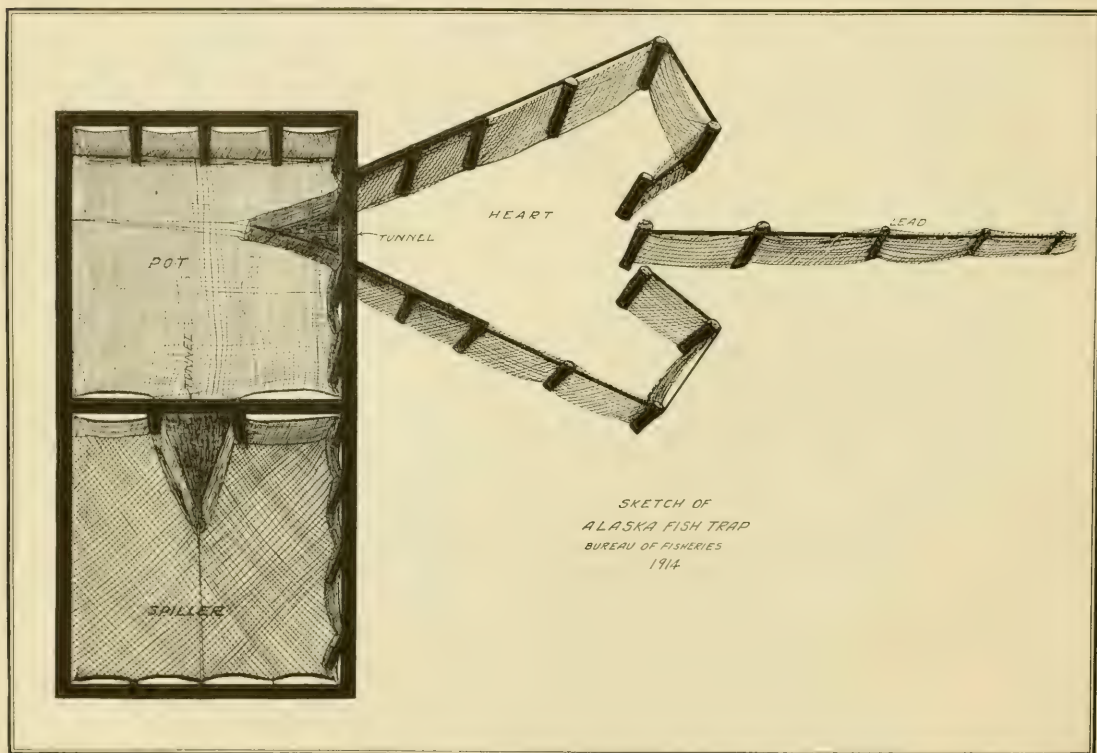 HEART
LEAD
TUNNEL
POT
TUNNEL
SPILLER
SKETCH OF
ALASKA FISH TRAP
BUREAU OF FISHERIES
1914